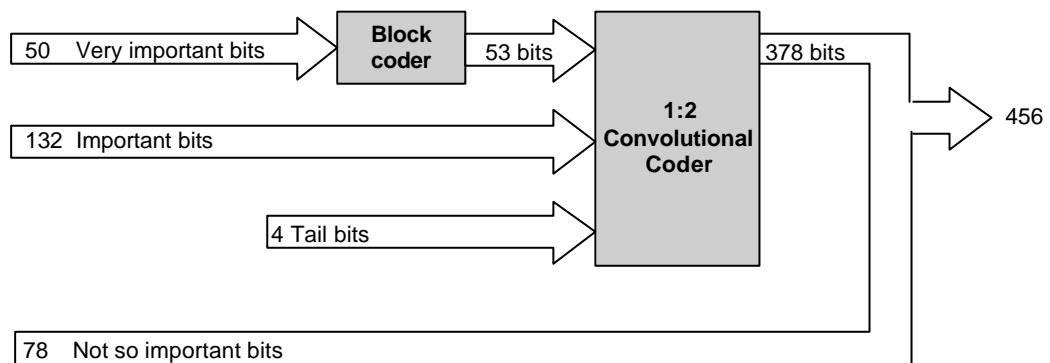 50 Very important bits
Block
coder
53 bits
378 bits
456
1:2
Convolutional
Coder
132 Important bits
4 Tail bits
78 Not so important bits